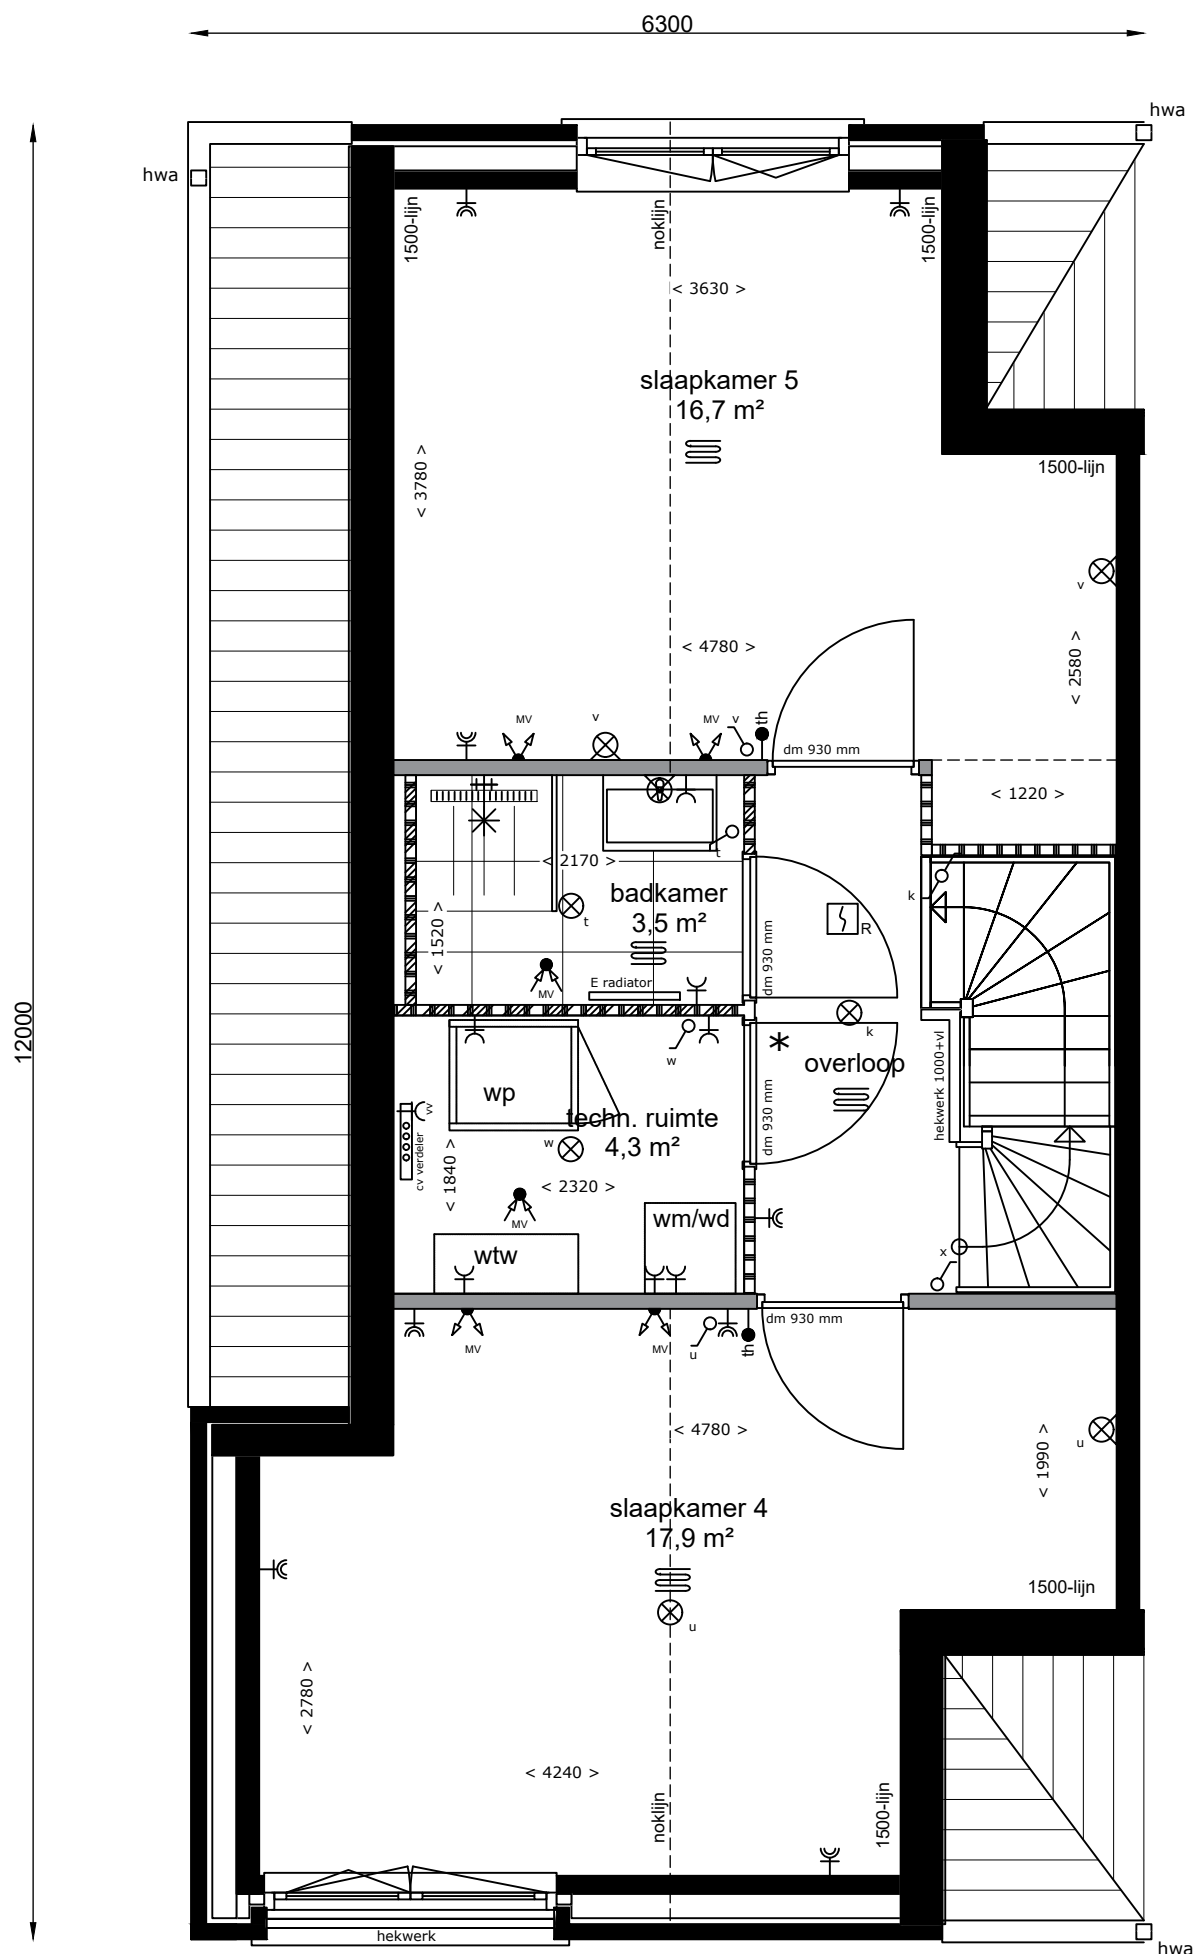 6300
hwa
hwa
1500-lijn
noklijn
1500-lijn
< 3630 >
slaapkamer 5
16,7 m²
< 3780 >
1500-lijn
v
< 2580 >
< 4780 >
MV
v
MV
v
th
dm 930 mm
< 1220 >
< 2170 >
t
badkamer
3,5 m²
k
t
< 1520 >
dm 930 mm
R
MV
E radiator
12000
w
k
*
overloop
hekwerk 1000+vl
wp
techn. ruimte
4,3 m²
vv
cv verdeler
w
< 1840 >
dm 930 mm
< 2320 >
MV
wm/wd
wtw
x
MV
MV
u
th
dm 930 mm
< 4780 >
< 1990 >
u
slaapkamer 4
17,9 m²
1500-lijn
u
< 2780 >
< 4240 >
noklijn
1500-lijn
hekwerk
hwa